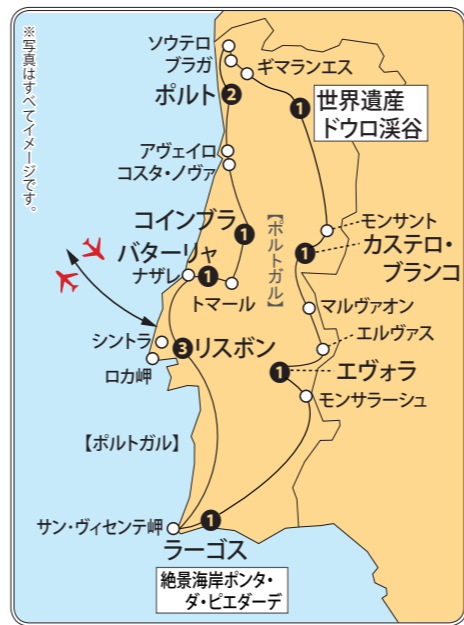 ※写真はすべてイメージです。
ソウテロ
ブラガ
ギマランエス
ポルト
2
1
世界遺産
ドウロ渓谷
アヴェイロ
コスタ・ノヴァ
コインブラ
1
【ポルトガル】
モンサント
1
カステロ・
ブランコ
バターリャ
ナザレ
1
トマール
マルヴァオン
シントラ
3
リスボン
エルヴァス
ロカ岬
1
エヴォラ
モンサラーシュ
【ポルトガル】
サン・ヴィセンテ岬
1
ラーゴス
絶景海岸ポンタ・
ダ・ピエダーデ